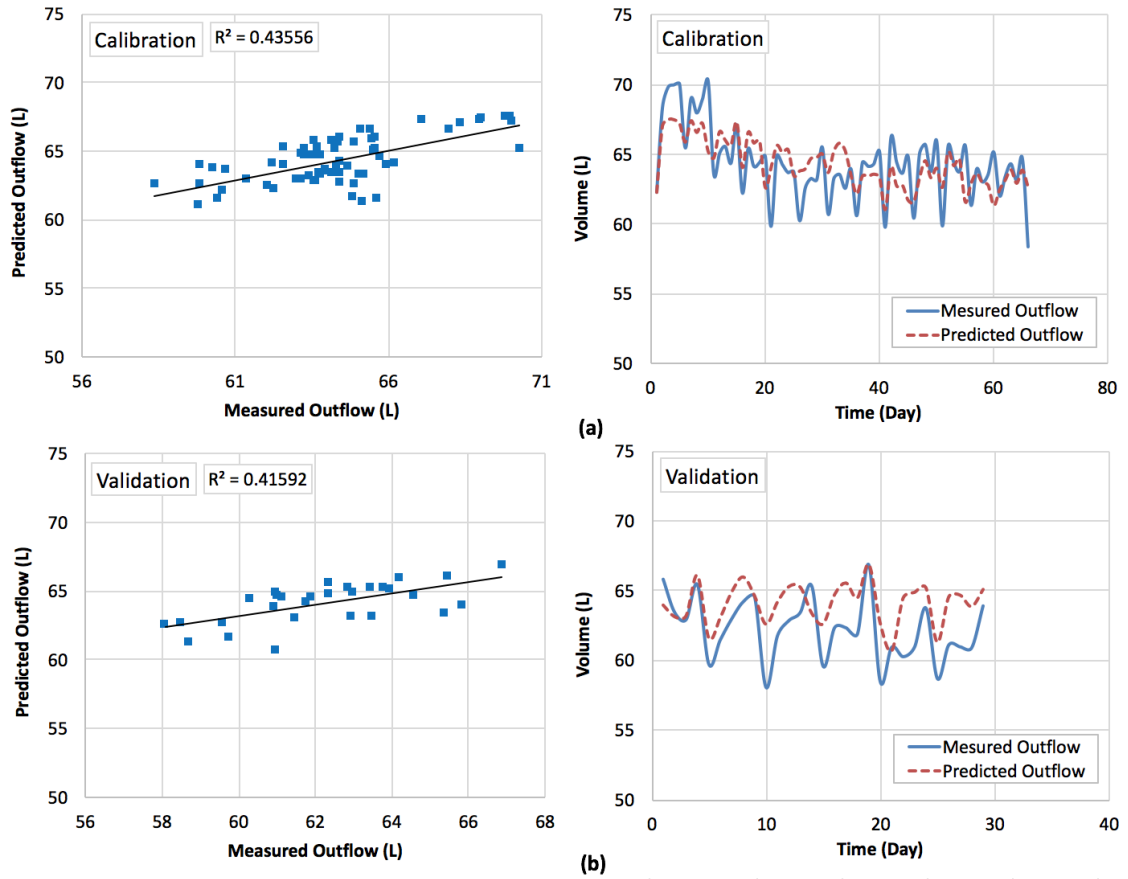 Calibration
R² = 0.43556
Predicted Outflow (L)
75
70
65
60
55
50
56 61 66 71
Measured Outflow (L)
Calibration
Volume (L)
75
70
65
60
55
50
Mesured Outflow
Predicted Outflow
0 20 40 60 80
Time (Day)
(a)
Validation
R² = 0.41592
Predicted Outflow (L)
75
70
65
60
55
50
56 58 60 62 64 66 68
Measured Outflow (L)
Validation
Volume (L)
75
70
65
60
55
50
Mesured Outflow
Predicted Outflow
0 10 20 30 40
Time (Day)
(b)